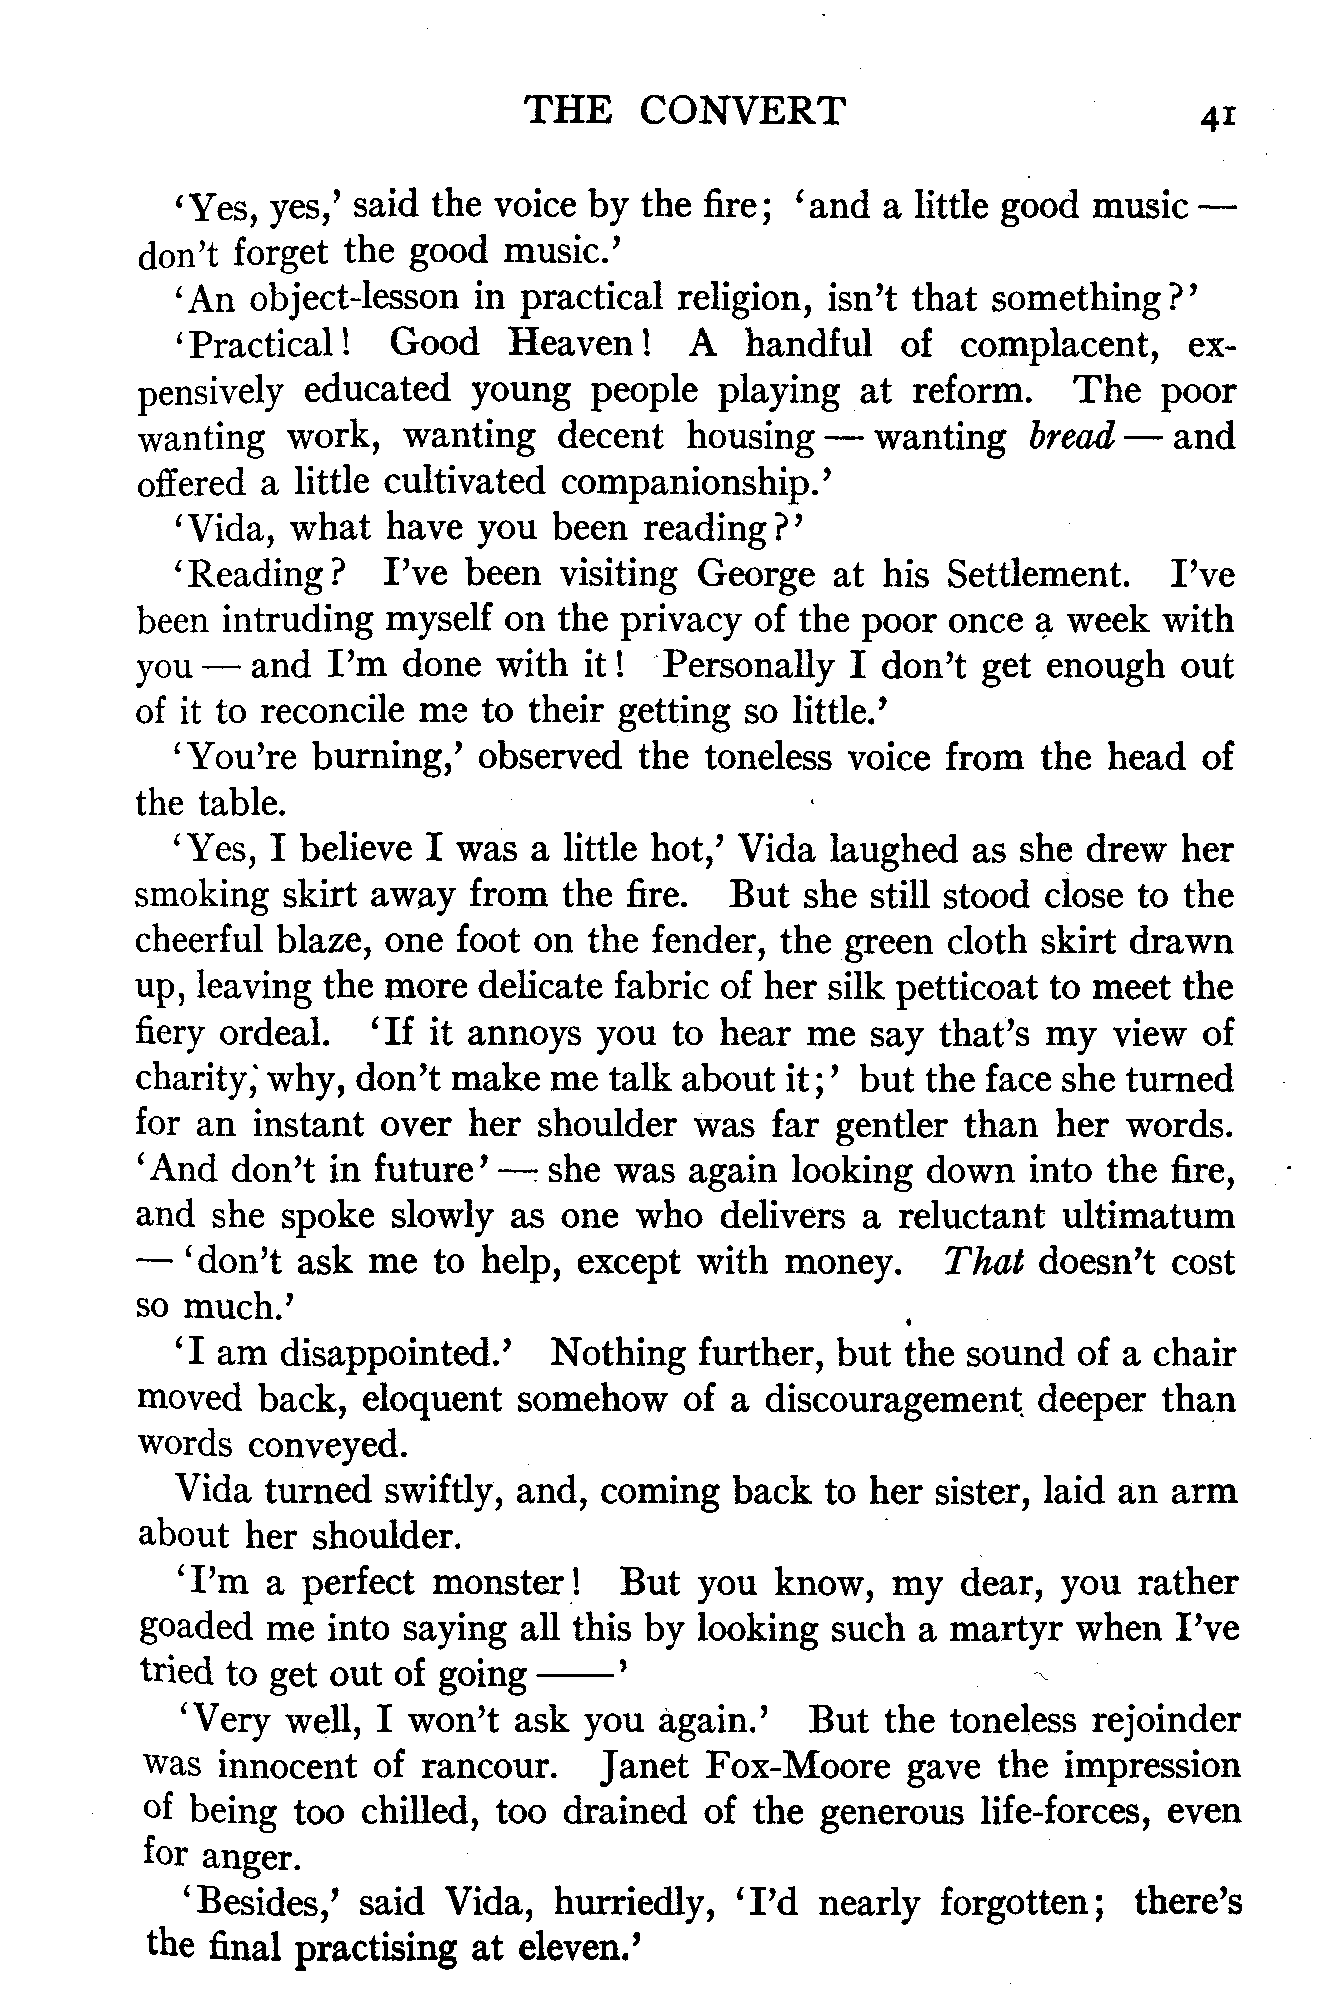 THE CONVERT 41
‘Yes, yes,’ said the voice by the fire; ‘and a little good music —
don’t forget the good music.’
‘An object-lesson in practical religion, isn’t that something?’
‘Practical! Good Heaven! A handful of complacent, ex-
pensively educated young people playing at reform. The poor
wanting work, wanting decent housing — wanting bread — and
offered a little cultivated companionship.’
‘Vida, what have you been reading?’
‘Reading? I’ve been visiting George at his Settlement. I’ve
been intruding myself on the privacy of the poor once a week with
you — and I’m done with it! Personally I don’t get enough out
of it to reconcile me to their getting so little.’
‘You’re burning,’ observed the toneless voice from the head of
the table.
‘Yes, I believe I was a little hot,’ Vida laughed as she drew her
smoking skirt away from the fire. But she still stood close to the
cheerful blaze, one foot on the fender, the green cloth skirt drawn
up, leaving the more delicate fabric of her silk petticoat to meet the
fiery ordeal. ‘If it annoys you to hear me say that’s my view of
charity, why, don’t make me talk about it;’ but the face she turned
for an instant over her shoulder was far gentler than her words.
‘And don’t in future’ — she was again looking down into the fire,
and she spoke slowly as one who delivers a reluctant ultimatum
— ‘don’t ask me to help, except with money. That doesn’t cost
so much.’
‘I am disappointed.’ Nothing further, but the sound of a chair
moved back, eloquent somehow of a discouragement deeper than
words conveyed.
Vida turned swiftly, and, coming back to her sister, laid an arm
about her shoulder.
‘I’m a perfect monster! But you know, my dear, you rather
goaded me into saying all this by looking such a martyr when I’ve
tried to get out of going ——’
‘Very well, I won’t ask you again.’ But the toneless rejoinder
was innocent of rancour. Janet Fox-Moore gave the impression
of being too chilled, too drained of the generous life-forces, even
for anger.
‘Besides,’ said Vida, hurriedly, ‘I’d nearly forgotten; there’s
the final practising at eleven.’